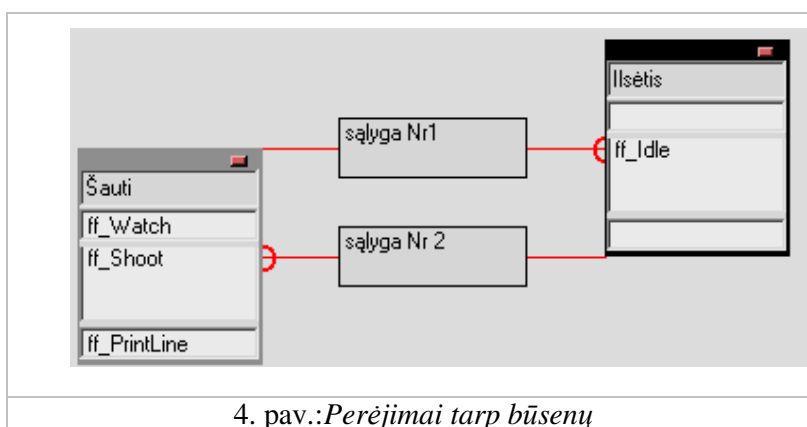 Ilsėtis
sąlyga Nr1
ff_Idle
Šauti
ff_Watch
sąlyga Nr 2
ff_Shoot
ff_PrintLine
4. pav.:Perėjimai tarp būsenų